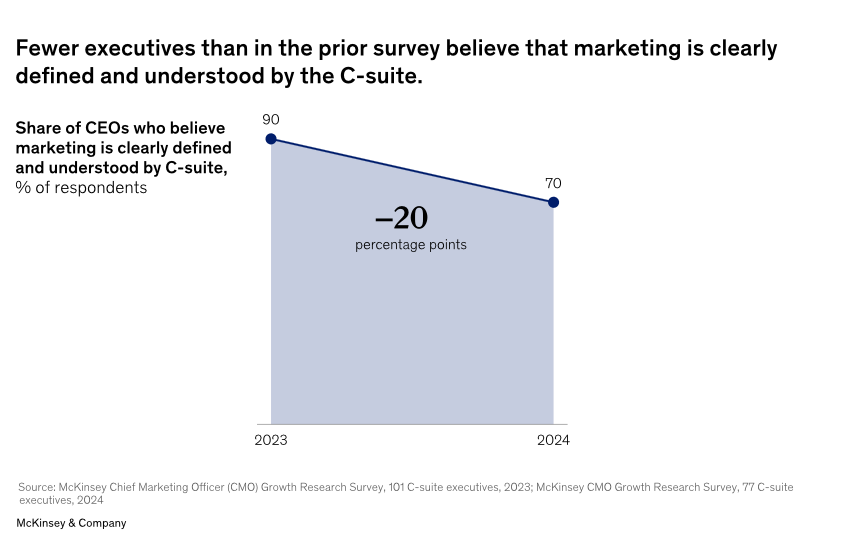 Fewer executives than in the prior survey believe that marketing is clearly
defined and understood by the C-suite.
Share of CEOs who believe
marketing is clearly defined
and understood by C-suite,
% of respondents
90
70
–20
percentage points
2023
2024
Source: McKinsey Chief Marketing Officer (CMO) Growth Research Survey, 101 C-suite executives, 2023; McKinsey CMO Growth Research Survey, 77 C-suite
executives, 2024
McKinsey & Company